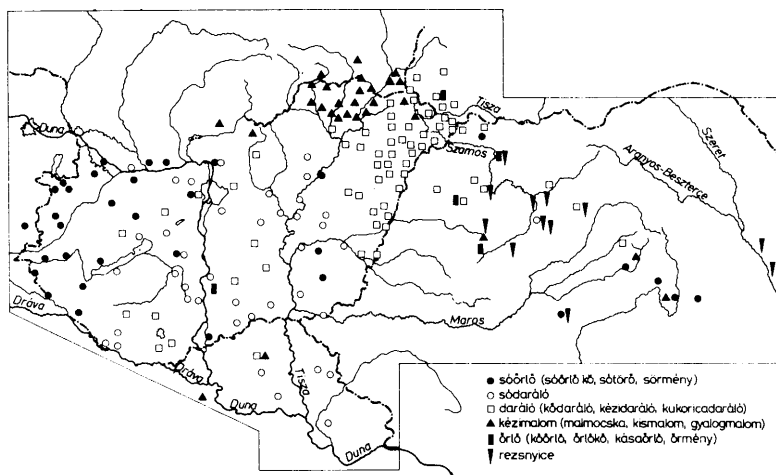 Duna
Tisza
Szamos
Szeret
Aranyos-Beszterce
Dráva
Maros
Dráva
Duna
Tisza
Duna
● sóőrlő (sóőrlő kő, sótörő, sörmény)
○ sódaráló
□ daráló (kődaráló, kézidaráló, kukoricadaráló)
▲ kézimalom (malmocska, kismalom, gyalogmalom)
▮ őrlő (kőőrlő, őrlőkő, kásaőrlő, őrmény)
▼ rezsnyice